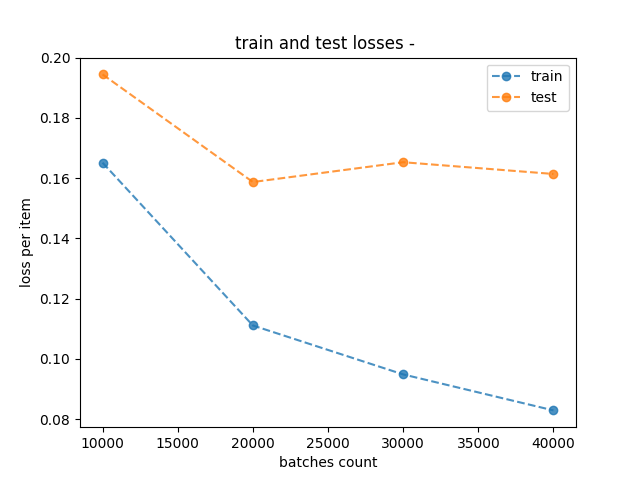 train and test losses -
train
test
loss per item
0.20
0.18
0.16
0.14
0.12
0.10
0.08
10000 15000 20000 25000 30000 35000 40000
batches count